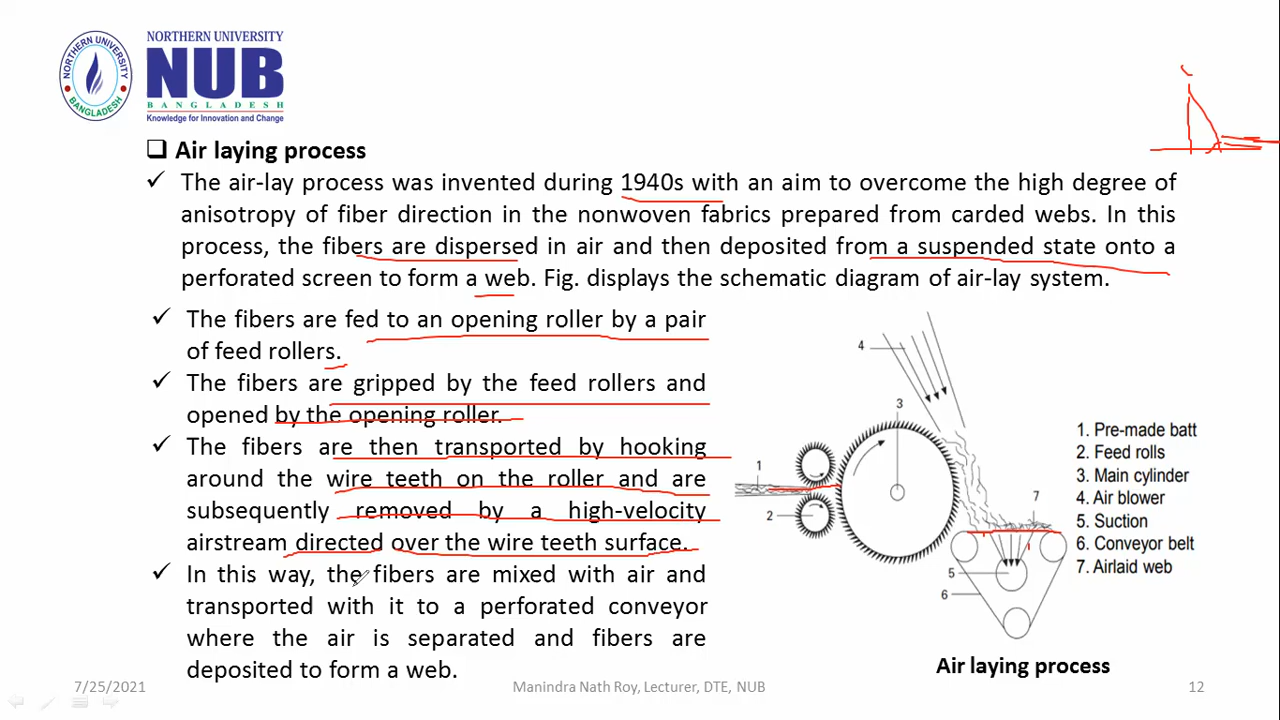 NORTHERN UNIVERSITY
NUB
BANGLADESH
Knowledge for Innovation and Change
NORTHERN UNIVERSITY
BANGLADESH
Air laying process
The air-lay process was invented during 1940s with an aim to overcome the high degree of
anisotropy of fiber direction in the nonwoven fabrics prepared from carded webs. In this
process, the fibers are dispersed in air and then deposited from a suspended state onto a
perforated screen to form a web. Fig. displays the schematic diagram of air-lay system.
The fibers are fed to an opening roller by a pair
of feed rollers.
The fibers are gripped by the feed rollers and
opened by the opening roller.
The fibers are then transported by hooking
around the wire teeth on the roller and are
subsequently removed by a high-velocity
airstream directed over the wire teeth surface.
In this way, the fibers are mixed with air and
transported with it to a perforated conveyor
where the air is separated and fibers are
deposited to form a web.
4
3
1
2
7
5
6
1. Pre-made batt
2. Feed rolls
3. Main cylinder
4. Air blower
5. Suction
6. Conveyor belt
7. Airlaid web
Air laying process
7/25/2021
Manindra Nath Roy, Lecturer, DTE, NUB
12